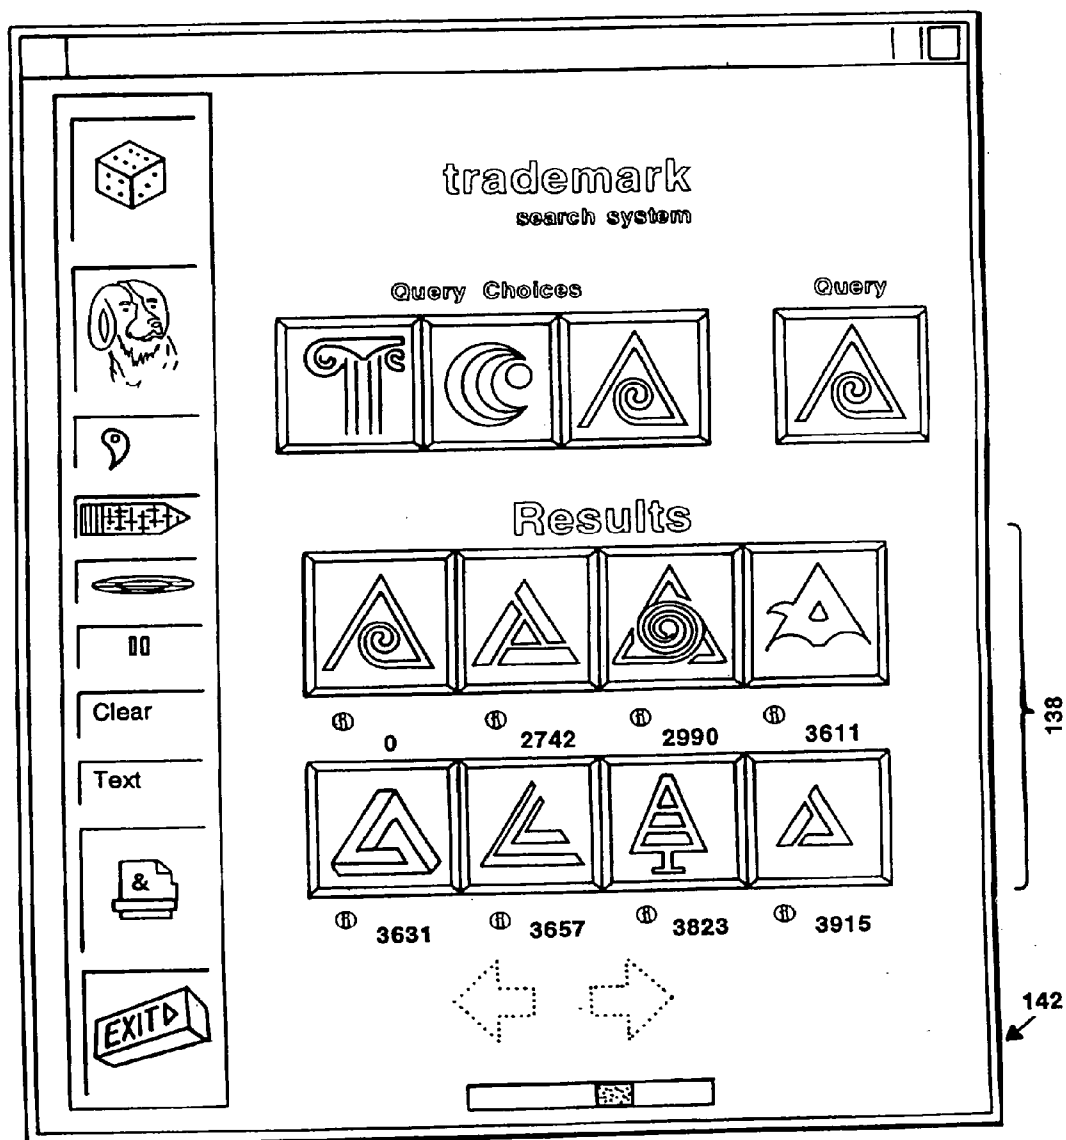 trademark
search system
Query Choices
Query
Results
0
2742
2990
3611
3631
3657
3823
3915
Clear
Text
&
EXIT
138
142